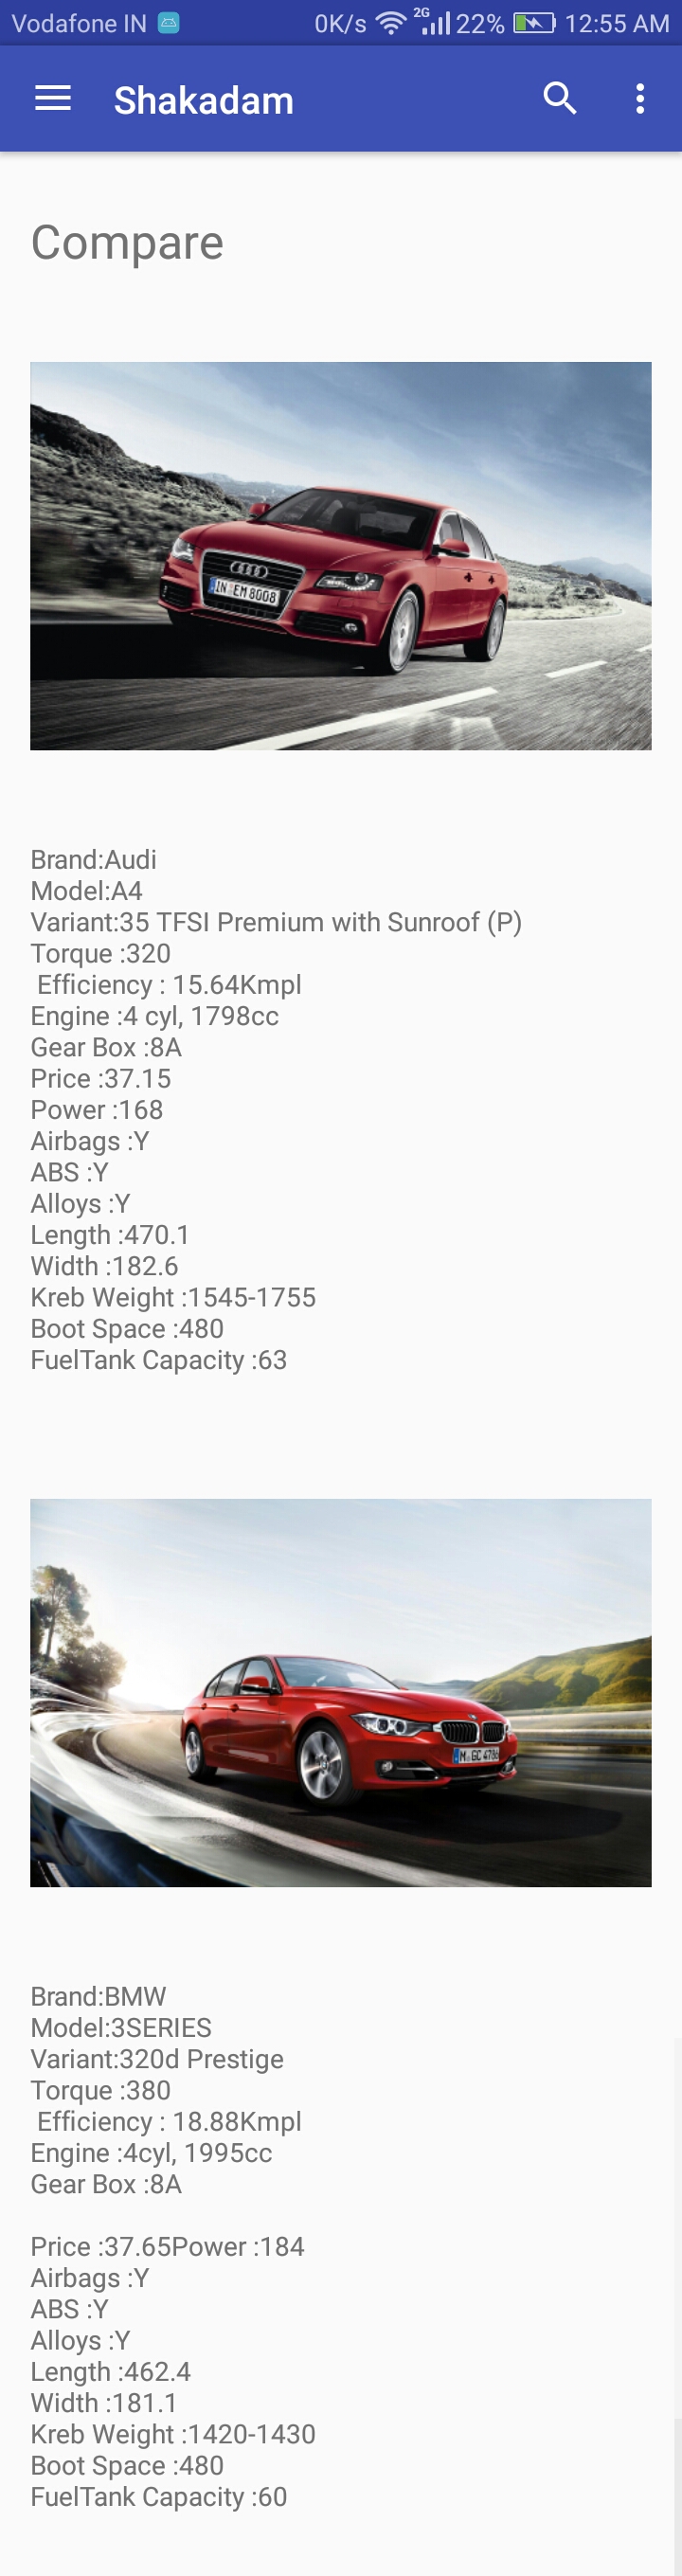 Vodafone IN 0K/s 2G 22% 12:55 AM
Shakadam
Compare
IN EM 8008
Brand:Audi
Model:A4
Variant:35 TFSI Premium with Sunroof (P)
Torque :320
Efficiency : 15.64Kmpl
Engine :4 cyl, 1798cc
Gear Box :8A
Price :37.15
Power :168
Airbags :Y
ABS :Y
Alloys :Y
Length :470.1
Width :182.6
Kreb Weight :1545-1755
Boot Space :480
FuelTank Capacity :63
M GC 4786
Brand:BMW
Model:3SERIES
Variant:320d Prestige
Torque :380
Efficiency : 18.88Kmpl
Engine :4cyl, 1995cc
Gear Box :8A
Price :37.65Power :184
Airbags :Y
ABS :Y
Alloys :Y
Length :462.4
Width :181.1
Kreb Weight :1420-1430
Boot Space :480
FuelTank Capacity :60